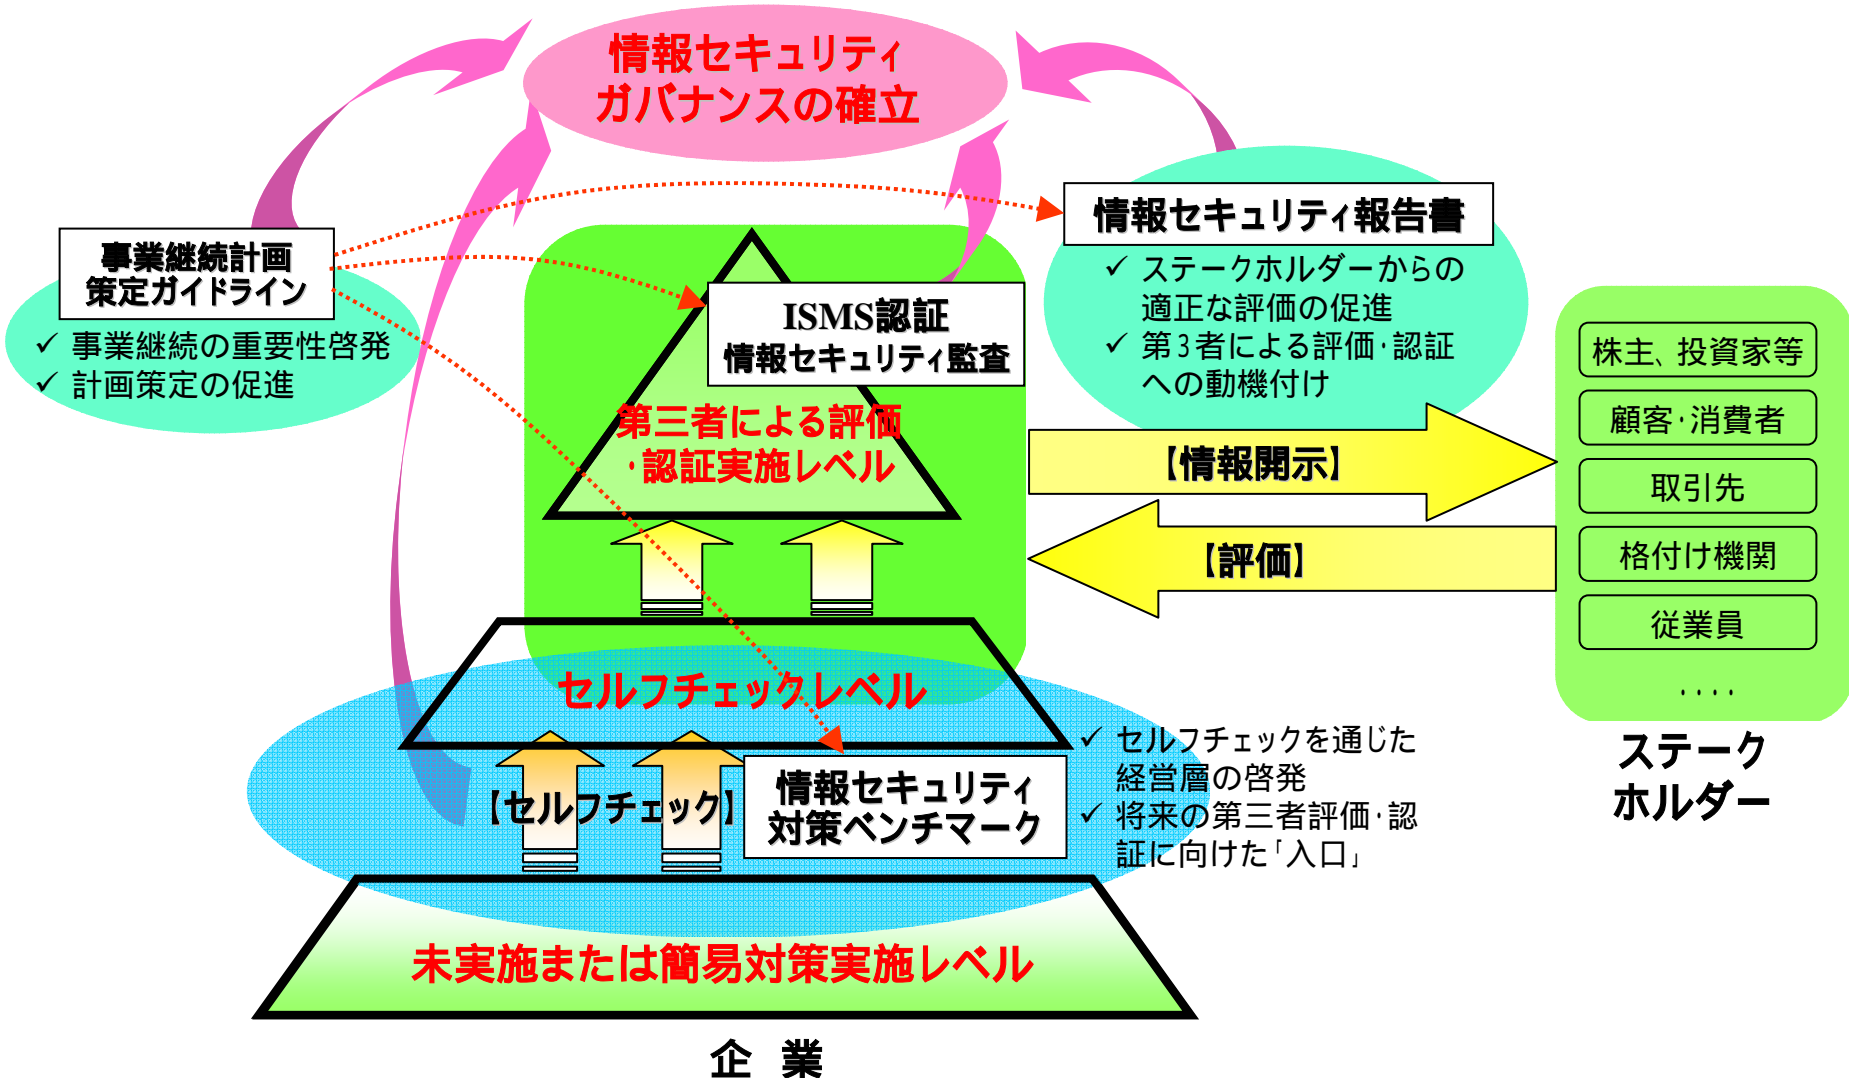 情報セキュリティ
ガバナンスの確立
事業継続計画
策定ガイドライン
✓ 事業継続の重要性啓発
✓ 計画策定の促進
情報セキュリティ報告書
✓ ステークホルダーからの
適正な評価の促進
✓ 第3者による評価・認証
への動機付け
ISMS認証
情報セキュリティ監査
第三者による評価
・認証実施レベル
【情報開示】
【評価】
株主、投資家等
顧客・消費者
取引先
格付け機関
従業員
・・・・
ステーク
ホルダー
セルフチェックレベル
【セルフチェック】
情報セキュリティ
対策ベンチマーク
✓ セルフチェックを通じた
経営層の啓発
✓ 将来の第三者評価・認
証に向けた「入口」
未実施または簡易対策実施レベル
企 業